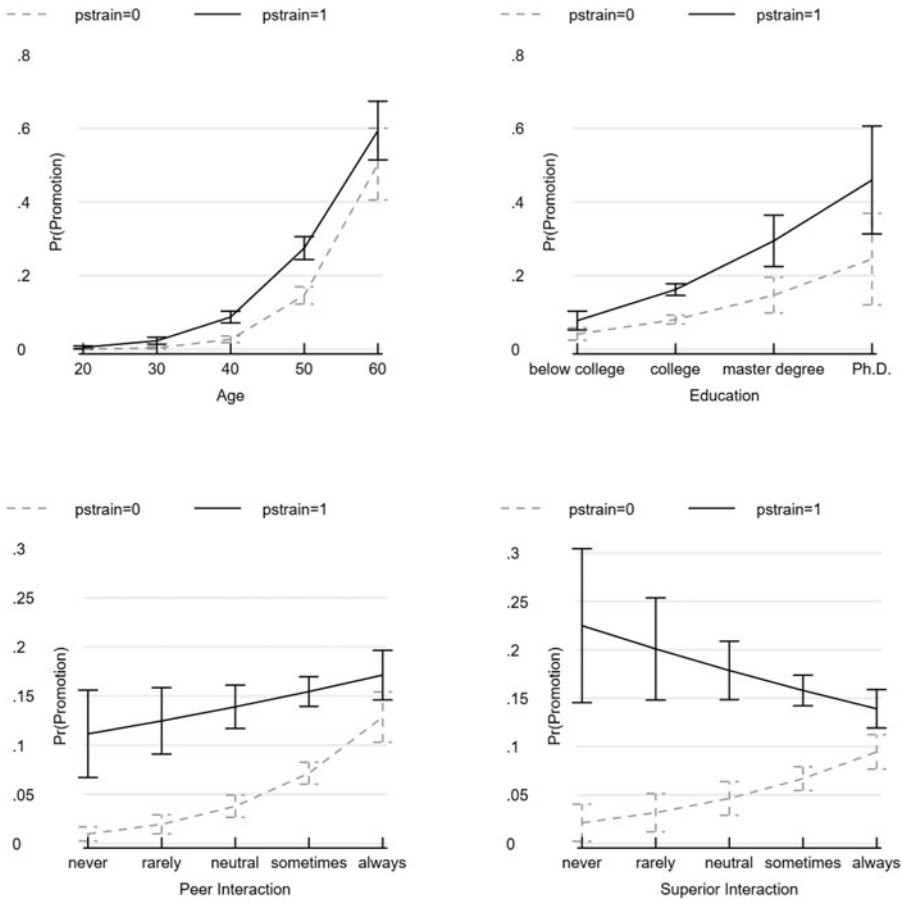 pstrain=0 pstrain=1
.8
.6
.4
.2
0
Pr(Promotion)
20 30 40 50 60
Age
pstrain=0 pstrain=1
.8
.6
.4
.2
0
Pr(Promotion)
below college college master degree Ph.D.
Education
pstrain=0 pstrain=1
.3
.25
.2
.15
.1
.05
0
Pr(Promotion)
never rarely neutral sometimes always
Peer Interaction
pstrain=0 pstrain=1
.3
.25
.2
.15
.1
.05
0
Pr(Promotion)
never rarely neutral sometimes always
Superior Interaction